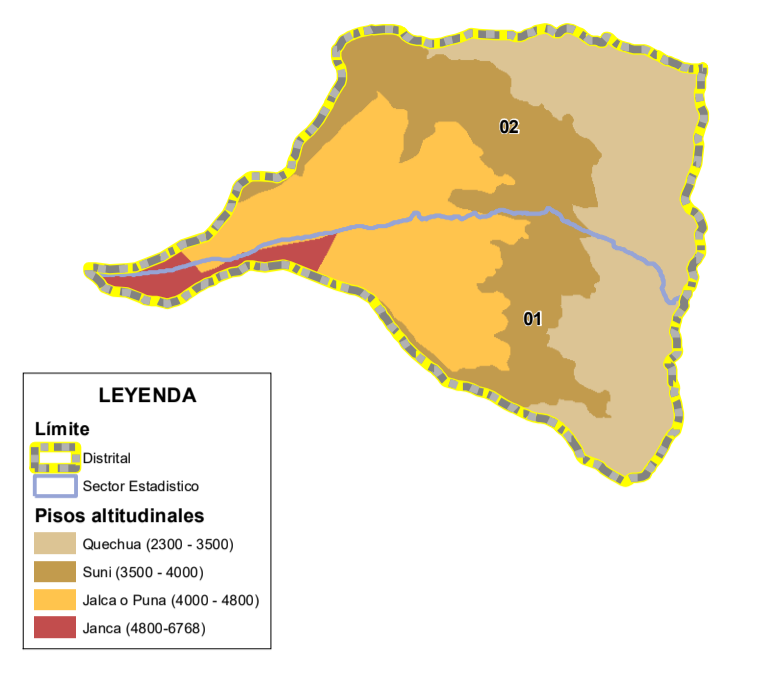 02
01
LEYENDA
Límite
Distrital
Sector Estadistico
Pisos altitudinales
Quechua (2300 - 3500)
Suni (3500 - 4000)
Jalca o Puna (4000 - 4800)
Janca (4800-6768)